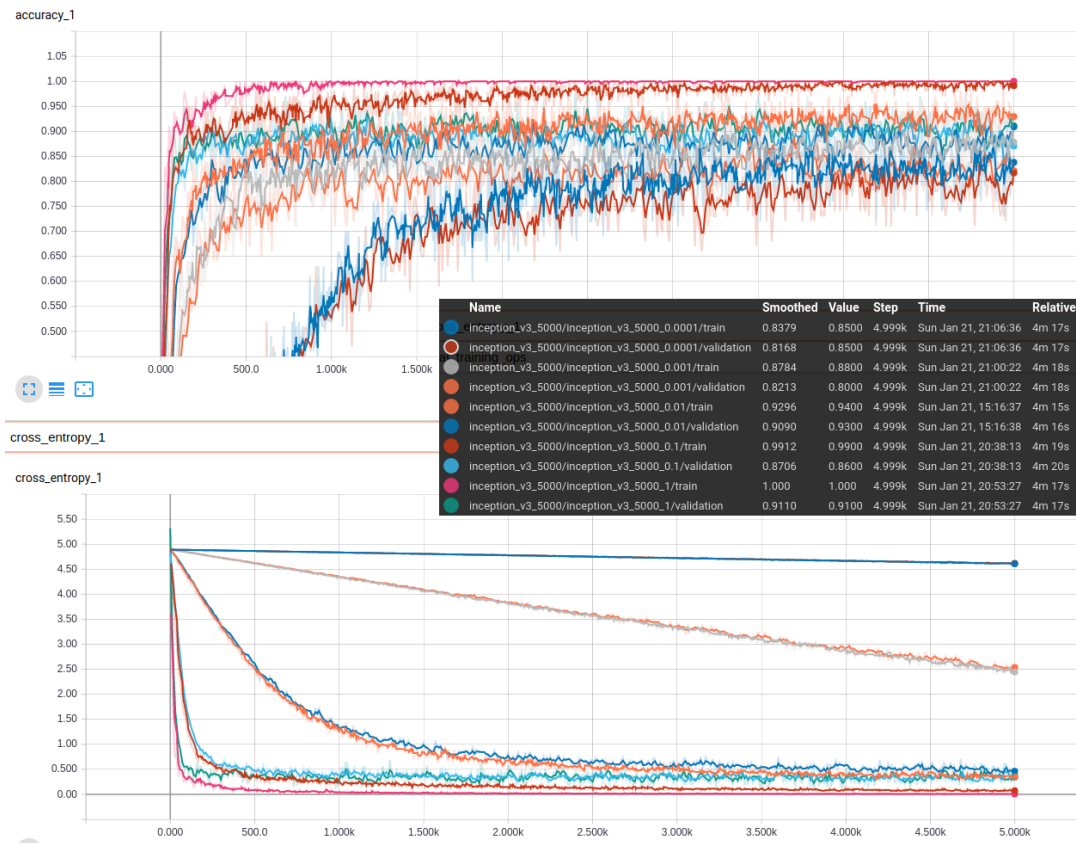 accuracy_1
1.05
1.00
0.950
0.900
0.850
0.800
0.750
0.700
0.650
0.600
0.550
0.500
0.000 500.0 1.000k 1.500k
Name Smoothed Value Step Time Relative
inception_v3_5000/inception_v3_5000_0.0001/train 0.8379 0.8500 4.999k Sun Jan 21, 21:06:36 4m 17s
inception_v3_5000/inception_v3_5000_0.0001/validation 0.8168 0.8500 4.999k Sun Jan 21, 21:06:36 4m 17s
inception_v3_5000/inception_v3_5000_0.001/train 0.8784 0.8800 4.999k Sun Jan 21, 21:00:22 4m 18s
inception_v3_5000/inception_v3_5000_0.001/validation 0.8213 0.8000 4.999k Sun Jan 21, 21:00:22 4m 18s
inception_v3_5000/inception_v3_5000_0.01/train 0.9296 0.9400 4.999k Sun Jan 21, 15:16:37 4m 15s
inception_v3_5000/inception_v3_5000_0.01/validation 0.9090 0.9300 4.999k Sun Jan 21, 15:16:38 4m 16s
inception_v3_5000/inception_v3_5000_0.1/train 0.9912 0.9900 4.999k Sun Jan 21, 20:38:13 4m 19s
inception_v3_5000/inception_v3_5000_0.1/validation 0.8706 0.8600 4.999k Sun Jan 21, 20:38:13 4m 20s
inception_v3_5000/inception_v3_5000_1/train 1.000 1.000 4.999k Sun Jan 21, 20:53:27 4m 17s
inception_v3_5000/inception_v3_5000_1/validation 0.9110 0.9100 4.999k Sun Jan 21, 20:53:27 4m 17s
cross_entropy_1
cross_entropy_1
5.50
5.00
4.50
4.00
3.50
3.00
2.50
2.00
1.50
1.00
0.500
0.00
0.000 500.0 1.000k 1.500k 2.000k 2.500k 3.000k 3.500k 4.000k 4.500k 5.000k